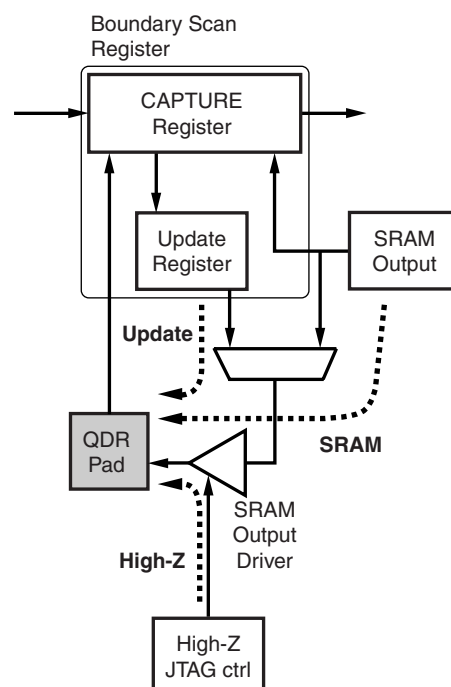 Boundary Scan
Register
CAPTURE
Register
Update
Register
SRAM
Output
Update
SRAM
QDR
Pad
SRAM
Output
Driver
High-Z
High-Z
JTAG ctrl